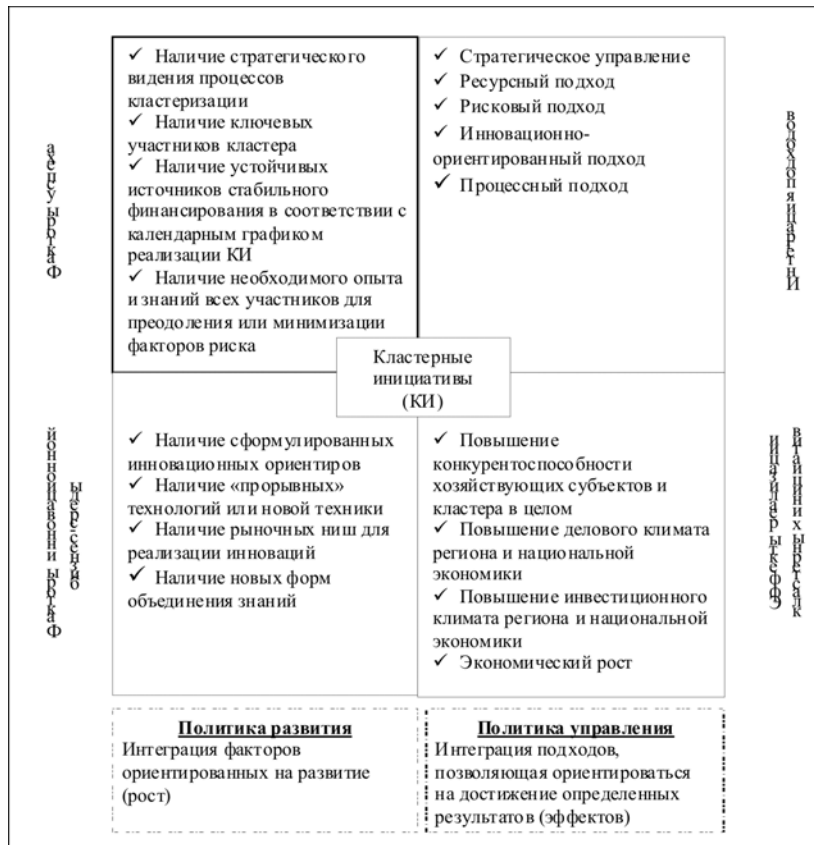 Факторы успеха
✓ Наличие стратегического
видения процессов
кластеризации
✓ Наличие ключевых
участников кластера
✓ Наличие устойчивых
источников стабильного
финансирования в соответствии с
календарным графиком
реализации КИ
✓ Наличие необходимого опыта
и знаний всех участников для
преодоления или минимизации
факторов риска
✓ Стратегическое управление
✓ Ресурсный подход
✓ Рисковый подход
✓ Инновационно-
ориентированный подход
✓ Процессный подход
Интеграция подходов
Кластерные
инициативы
(КИ)
Факторы инновационной
бизнес-среды
✓ Наличие сформулированных
инновационных ориентиров
✓ Наличие «прорывных»
технологий или новой техники
✓ Наличие рыночных ниш для
реализации инноваций
✓ Наличие новых форм
объединения знаний
✓ Повышение
конкурентоспособности
хозяйствующих субъектов и
кластера в целом
✓ Повышение делового климата
региона и национальной
экономики
✓ Повышение инвестиционного
климата региона и национальной
экономики
✓ Экономический рост
Эффекты реализации
кластерных инициатив
Политика развития
Интеграция факторов
ориентированных на развитие
(рост)
Политика управления
Интеграция подходов,
позволяющая ориентироваться
на достижение определенных
результатов (эффектов)